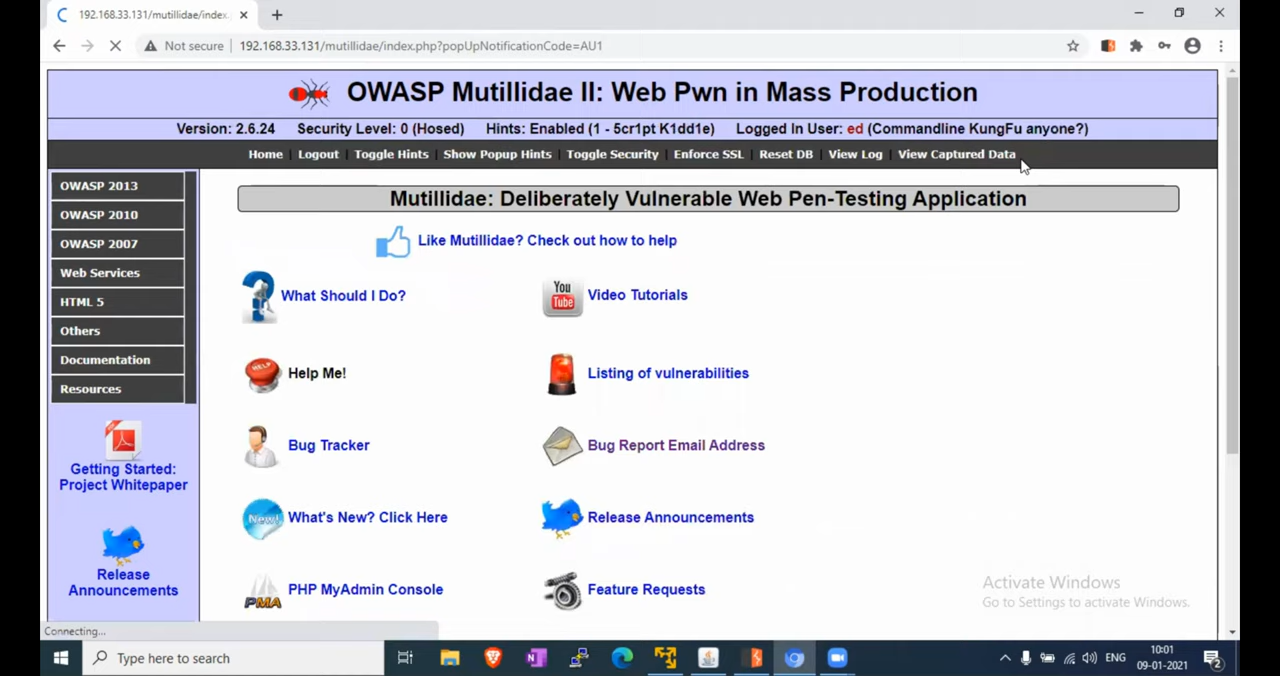 192.168.33.131/mutillidae/index.
Not secure
192.168.33.131/mutillidae/index.php?popUpNotificationCode=AU1
OWASP Mutillidae II: Web Pwn in Mass Production
Version: 2.6.24 Security Level: 0 (Hosed) Hints: Enabled (1 - 5cr1pt K1dd1e) Logged In User: ed (Commandline KungFu anyone?)
Home | Logout | Toggle Hints | Show Popup Hints | Toggle Security | Enforce SSL | Reset DB | View Log | View Captured Data
OWASP 2013
OWASP 2010
OWASP 2007
Web Services
HTML 5
Others
Documentation
Resources
Getting Started:
Project Whitepaper
Release
Announcements
Mutillidae: Deliberately Vulnerable Web Pen-Testing Application
Like Mutillidae? Check out how to help
What Should I Do?
You
Tube
Video Tutorials
HELP
Help Me!
Listing of vulnerabilities
Bug Tracker
Bug Report Email Address
New!
What's New? Click Here
Release Announcements
PMA
PHP MyAdmin Console
Feature Requests
Activate Windows
Go to Settings to activate Windows.
Connecting...
Type here to search
ENG
10:01
09-01-2021
2